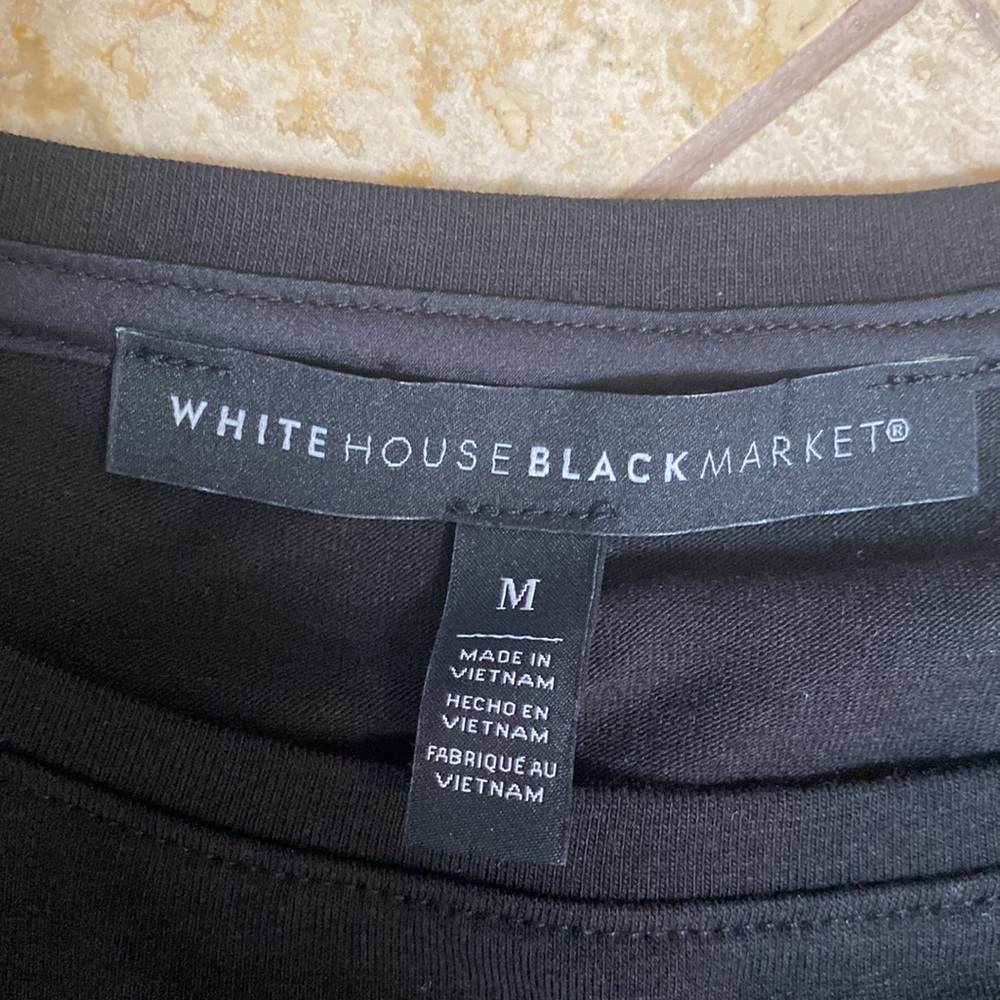 WHITE HOUSE BLACK MARKET®
M
MADE IN
VIETNAM
HECHO EN
VIETNAM
FABRIQUÉ AU
VIETNAM